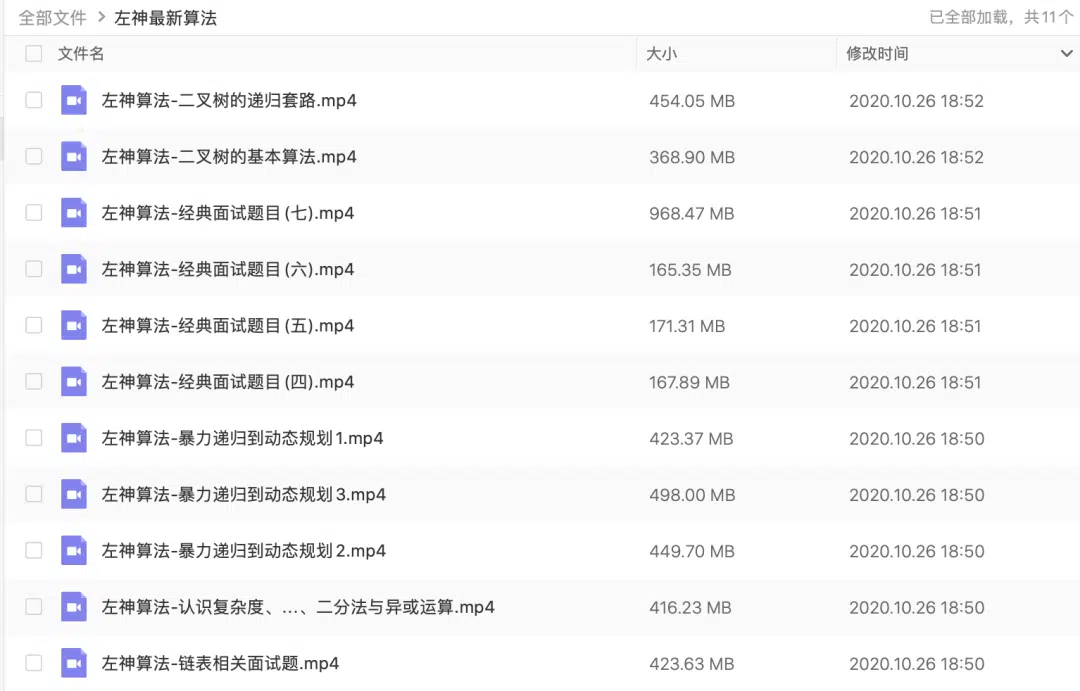 全部文件 > 左神最新算法 已全部加载，共11个
文件名 大小 修改时间
左神算法-二叉树的递归套路.mp4 454.05 MB 2020.10.26 18:52
左神算法-二叉树的基本算法.mp4 368.90 MB 2020.10.26 18:52
左神算法-经典面试题目(七).mp4 968.47 MB 2020.10.26 18:51
左神算法-经典面试题目(六).mp4 165.35 MB 2020.10.26 18:51
左神算法-经典面试题目(五).mp4 171.31 MB 2020.10.26 18:51
左神算法-经典面试题目(四).mp4 167.89 MB 2020.10.26 18:51
左神算法-暴力递归到动态规划1.mp4 423.37 MB 2020.10.26 18:50
左神算法-暴力递归到动态规划3.mp4 498.00 MB 2020.10.26 18:50
左神算法-暴力递归到动态规划2.mp4 449.70 MB 2020.10.26 18:50
左神算法-认识复杂度、...、二分法与异或运算.mp4 416.23 MB 2020.10.26 18:50
左神算法-链表相关面试题.mp4 423.63 MB 2020.10.26 18:50